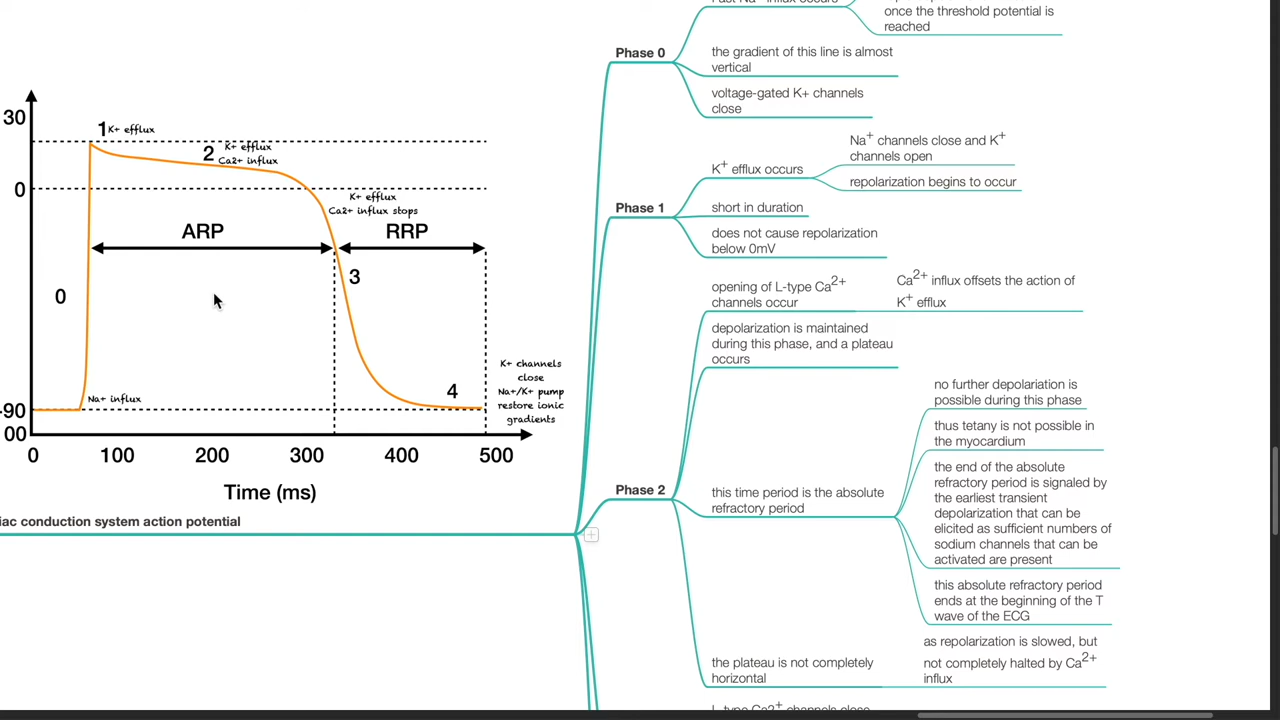 30
1 K+ efflux
2 K+ efflux
Ca2+ influx
0
K+ efflux
Ca2+ influx stops
ARP
RRP
3
0
K+ channels
close
Na+/K+ pump
restore ionic
gradients
4
Na+ influx
-90
00
0 100 200 300 400 500
Time (ms)
iac conduction system action potential
Phase 0
once the threshold potential is
reached
the gradient of this line is almost
vertical
voltage-gated K+ channels
close
Phase 1
K+ efflux occurs
Na+ channels close and K+
channels open
repolarization begins to occur
short in duration
does not cause repolarization
below 0mV
Phase 2
opening of L-type Ca2+
channels occur
Ca2+ influx offsets the action of
K+ efflux
depolarization is maintained
during this phase, and a plateau
occurs
this time period is the absolute
refractory period
no further depolariation is
possible during this phase
thus tetany is not possible in
the myocardium
the end of the absolute
refractory period is signaled by
the earliest transient
depolarization that can be
elicited as sufficient numbers of
sodium channels that can be
activated are present
this absolute refractory period
ends at the beginning of the T
wave of the ECG
the plateau is not completely
horizontal
as repolarization is slowed, but
not completely halted by Ca2+
influx
L-type Ca2+ channels close